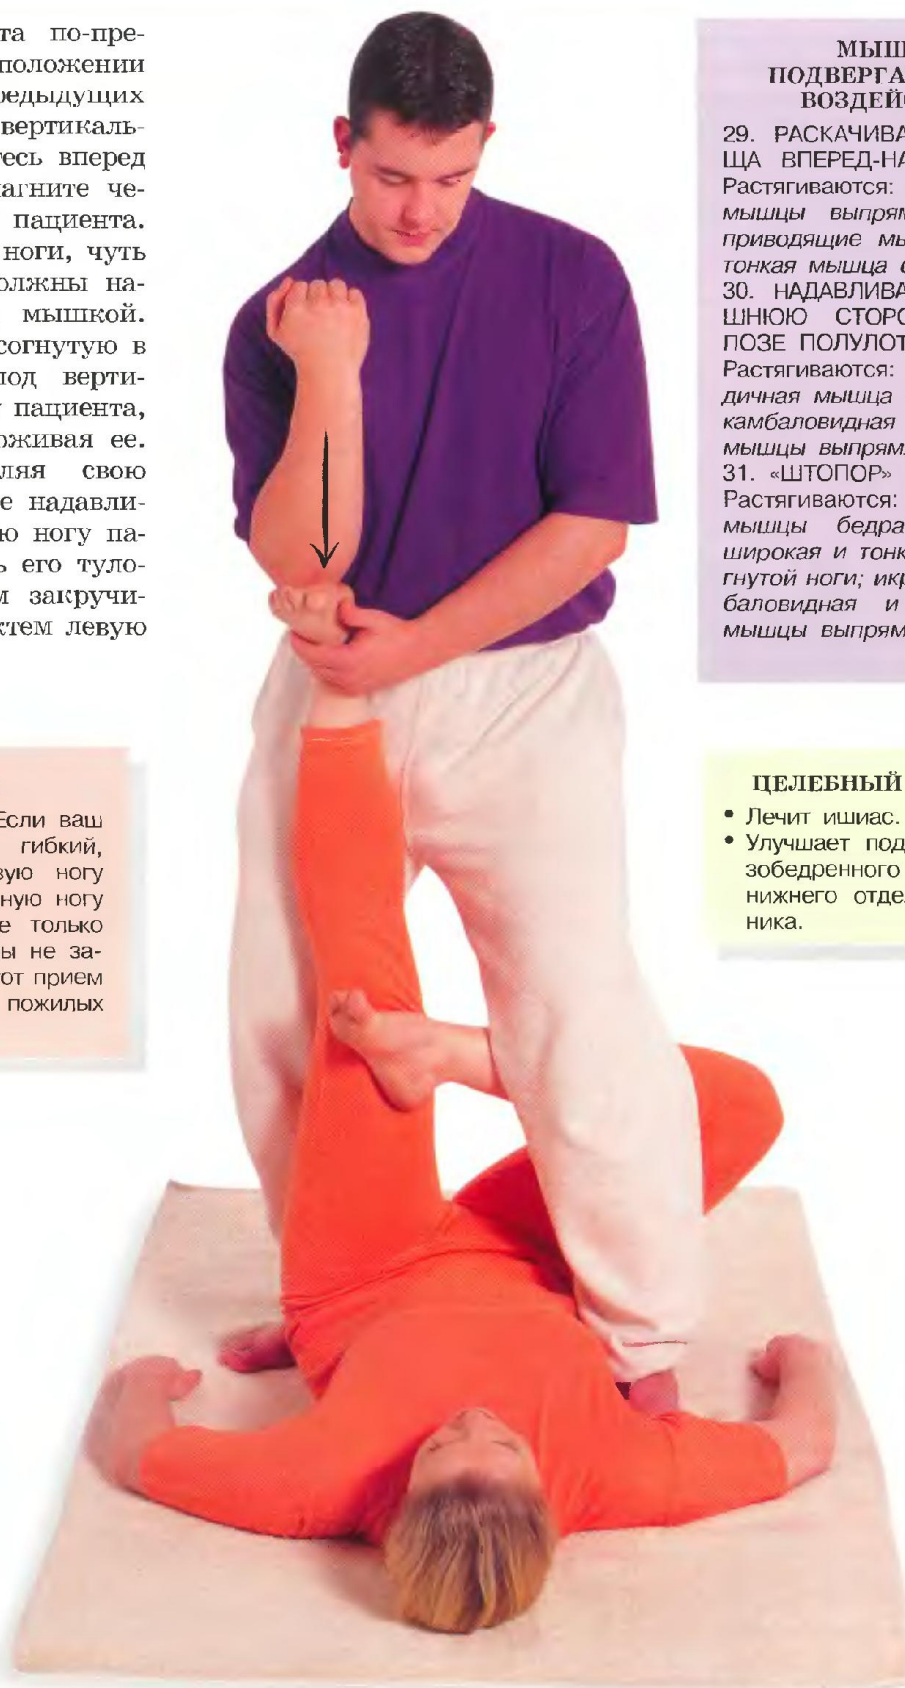 та по-пре-
положении
редыдущих
вертикаль-
тесь вперед
пагните че-
пациента.
ноги, чуть
олжны на-
мышкой.
согнутую в
под верти-
у пациента,
рживая ее.
ляя свою
е надавли-
ю ногу па-
ь его туло-
м закручи-
ктем левую
Если ваш
гибкий,
вую ногу
ную ногу
е только
ы не за-
тот прием
пожилых
МЫШ
ПОДВЕРГА
ВОЗДЕЙ
29. РАСКАЧИВА
ЩА ВПЕРЕД-НА
Растягиваются:
мышцы выпрям
приводящие мы
тонкая мышца
30. НАДАВЛИВА
ШНЮЮ СТОРО
ПОЗЕ ПОЛУЛОТ
Растягиваются:
дичная мышца
камбаловидная
мышцы выпрям
31. «ШТОПОР»
Растягиваются:
мышцы бедра
широкая и тонк
гнутой ноги; икр
баловидная и
мышцы выпрям
ЦЕЛЕБНЫЙ
• Лечит ишиас.
• Улучшает под
зобедренного
нижнего отде
ника.